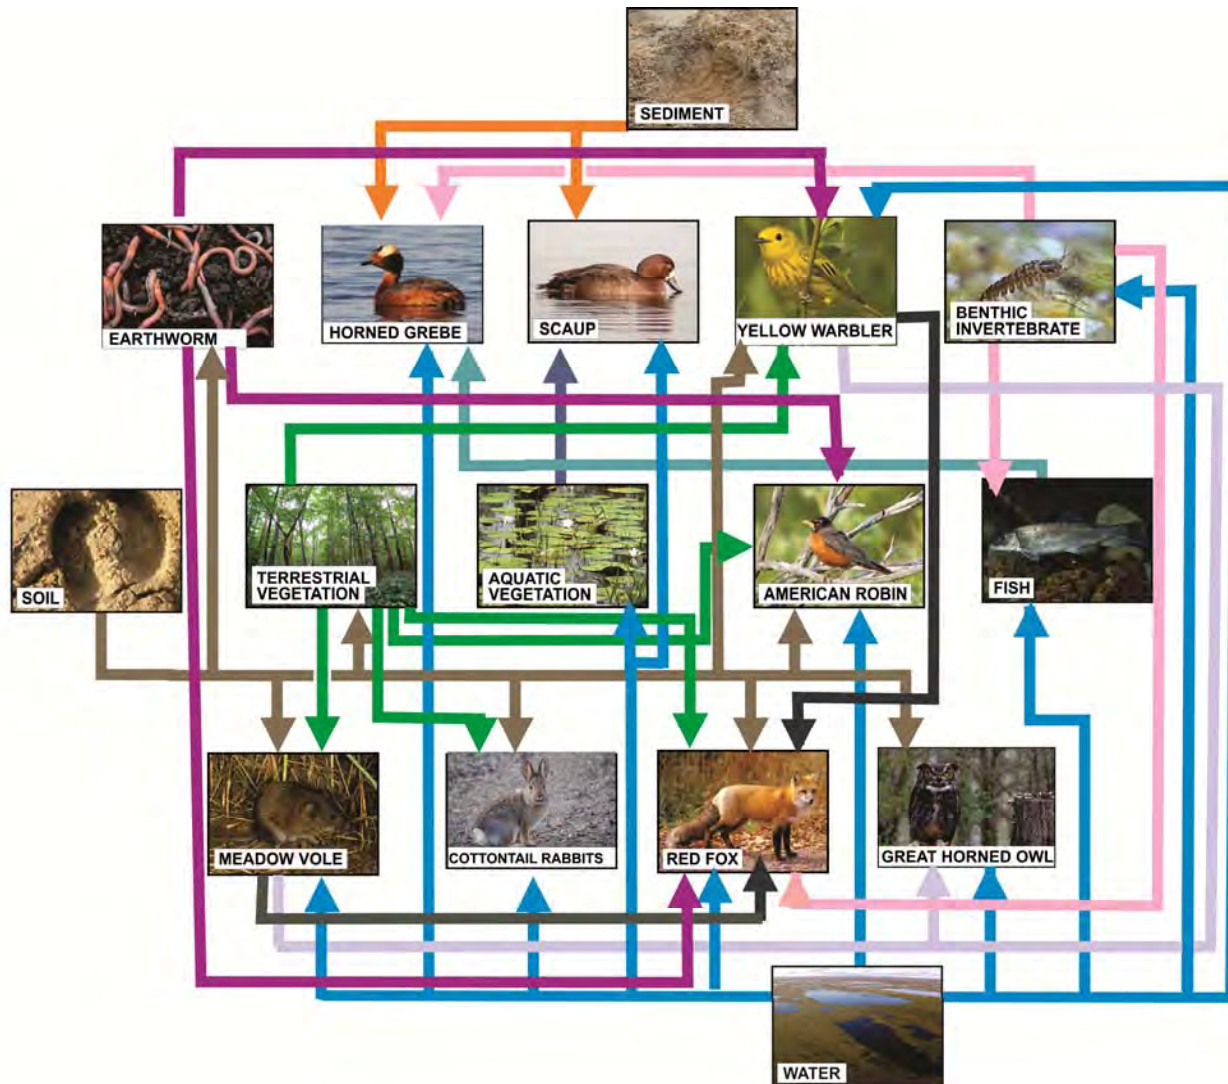 SEDIMENT
EARTHWORM
HORNED GREBE
SCAUP
YELLOW WARBLER
BENTHIC
INVERTEBRATE
SOIL
TERRESTRIAL
VEGETATION
AQUATIC
VEGETATION
AMERICAN ROBIN
FISH
MEADOW VOLE
COTTONTAIL RABBITS
RED FOX
GREAT HORNED OWL
WATER